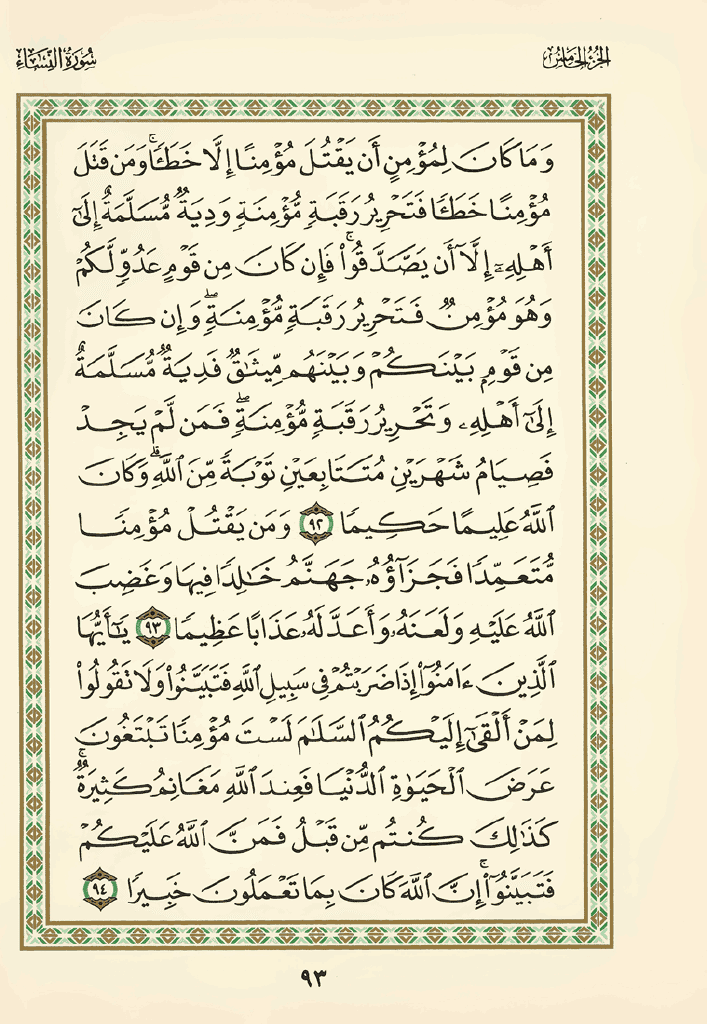 الجزء الخامس
سورة النساء
وَمَا كَانَ لِمُؤْمِنٍ أَن يَقْتُلَ مُؤْمِنًا إِلَّا خَطَـًٔاۚ وَمَن قَتَلَ
مُؤْمِنًا خَطَـًٔا فَتَحْرِيرُ رَقَبَةٍ مُّؤْمِنَةٍ وَدِيَةٌ مُّسَلَّمَةٌ إِلَىٰٓ
أَهْلِهِۦٓ إِلَّآ أَن يَصَّدَّقُوا۟ۚ فَإِن كَانَ مِن قَوْمٍ عَدُوٍّ لَّكُمْ
وَهُوَ مُؤْمِنٌ فَتَحْرِيرُ رَقَبَةٍ مُّؤْمِنَةٍۖ وَإِن كَانَ
مِن قَوْمٍۭ بَيْنَكُمْ وَبَيْنَهُم مِّيثَـٰقٌ فَدِيَةٌ مُّسَلَّمَةٌ
إِلَىٰٓ أَهْلِهِۦ وَتَحْرِيرُ رَقَبَةٍ مُّؤْمِنَةٍۖ فَمَن لَّمْ يَجِدْ
فَصِيَامُ شَهْرَيْنِ مُتَتَابِعَيْنِ تَوْبَةً مِّنَ ٱللَّهِۗ وَكَانَ
ٱللَّهُ عَلِيمًا حَكِيمًا ٩٢ وَمَن يَقْتُلْ مُؤْمِنًا
مُّتَعَمِّدًا فَجَزَآؤُهُۥ جَهَنَّمُ خَـٰلِدًا فِيهَا وَغَضِبَ
ٱللَّهُ عَلَيْهِ وَلَعَنَهُۥ وَأَعَدَّ لَهُۥ عَذَابًا عَظِيمًا ٩٣ يَـٰٓأَيُّهَا
ٱلَّذِينَ ءَامَنُوٓا۟ إِذَا ضَرَبْتُمْ فِى سَبِيلِ ٱللَّهِ فَتَبَيَّنُوا۟ وَلَا تَقُولُوا۟
لِمَنْ أَلْقَىٰٓ إِلَيْكُمُ ٱلسَّلَـٰمَ لَسْتَ مُؤْمِنًا تَبْتَغُونَ
عَرَضَ ٱلْحَيَوٰةِ ٱلدُّنْيَا فَعِندَ ٱللَّهِ مَغَانِمُ كَثِيرَةٌۚ
كَذَٰلِكَ كُنتُم مِّن قَبْلُ فَمَنَّ ٱللَّهُ عَلَيْكُمْ
فَتَبَيَّنُوٓا۟ۚ إِنَّ ٱللَّهَ كَانَ بِمَا تَعْمَلُونَ خَبِيرًا ٩٤
٩٣